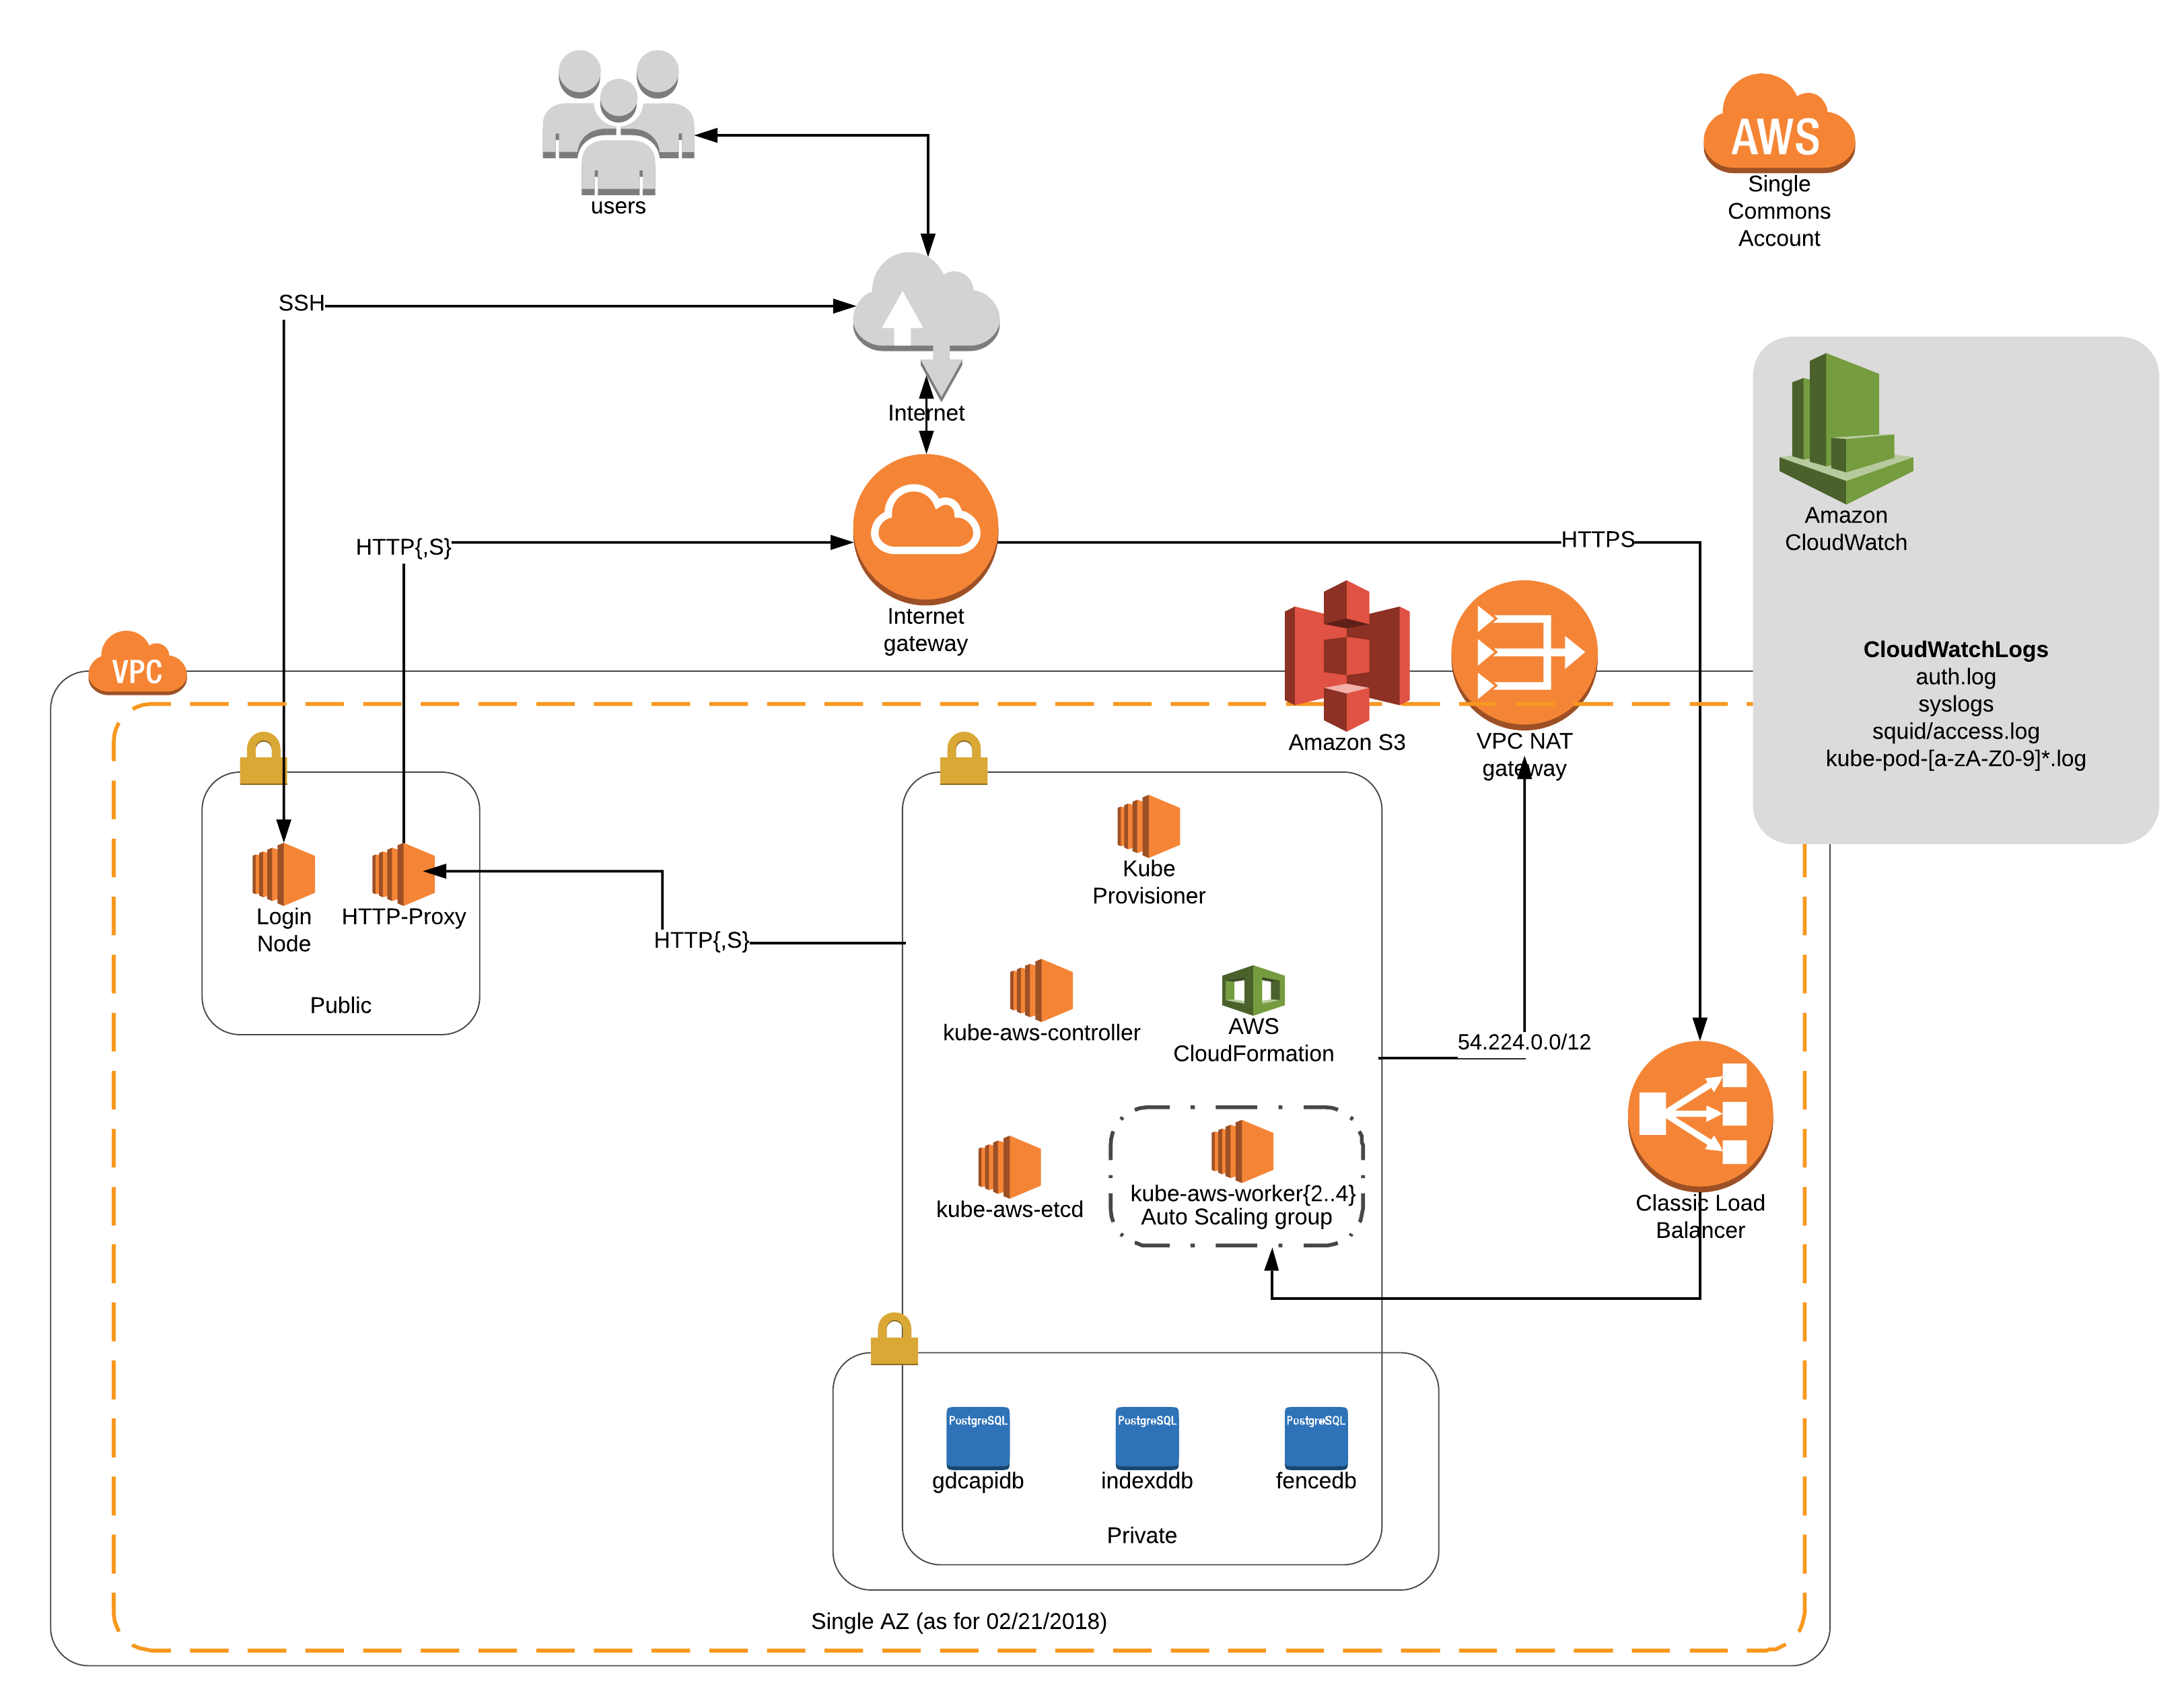 users
AWS
Single
Commons
Account
SSH
Internet
HTTP{,S}
HTTPS
Internet
gateway
Amazon
CloudWatch
CloudWatchLogs
auth.log
syslogs
squid/access.log
kube-pod-[a-zA-Z0-9]*.log
VPC
Amazon S3
VPC NAT
gateway
Kube
Provisioner
Login
Node
HTTP-Proxy
HTTP{,S}
Public
kube-aws-controller
AWS
CloudFormation
54.224.0.0/12
kube-aws-etcd
kube-aws-worker{2..4}
Auto Scaling group
Classic Load
Balancer
PostgreSQL
PostgreSQL
PostgreSQL
gdcapidb
indexddb
fencedb
Private
Single AZ (as for 02/21/2018)